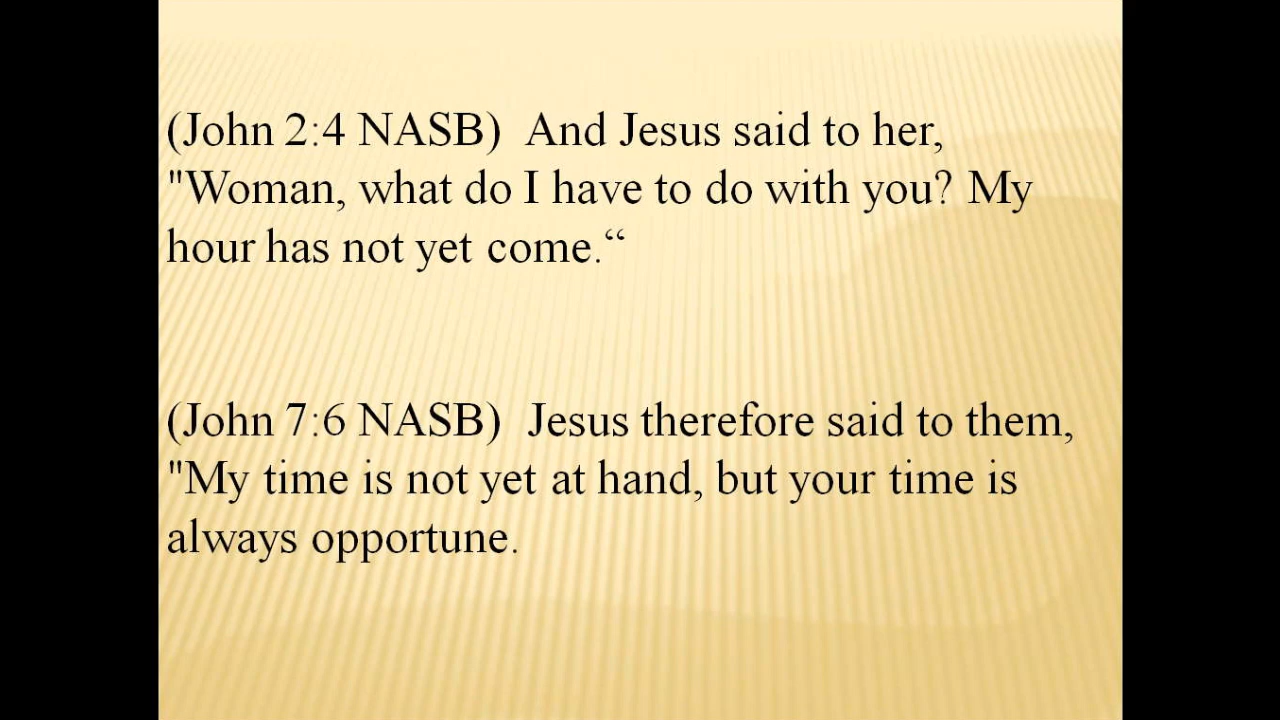 (John 2:4 NASB)  And Jesus said to her,
"Woman, what do I have to do with you? My
hour has not yet come.“
(John 7:6 NASB)  Jesus therefore said to them,
"My time is not yet at hand, but your time is
always opportune.